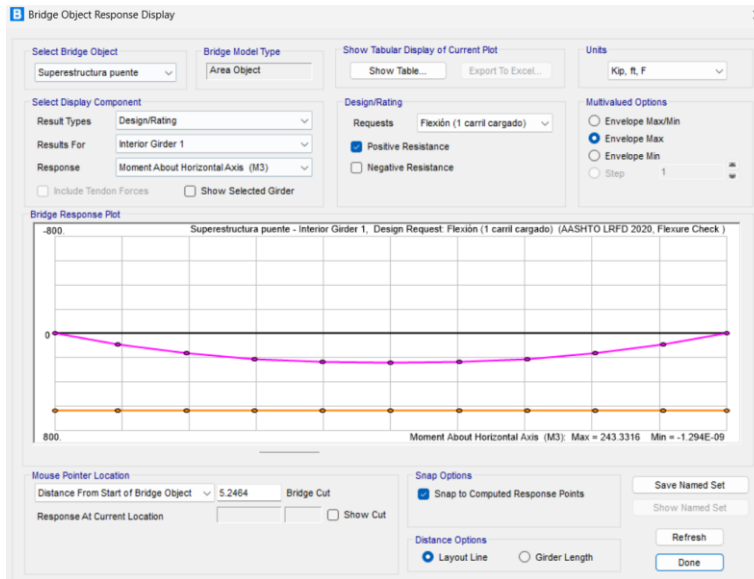 B Bridge Object Response Display
Select Bridge Object
Superestructura puente
Bridge Model Type
Area Object
Show Tabular Display of Current Plot
Show Table...
Export To Excel...
Units
Kip, ft, F
Select Display Component
Result Types
Design/Rating
Results For
Interior Girder 1
Response
Moment About Horizontal Axis (M3)
Include Tendon Forces
Show Selected Girder
Design/Rating
Requests
Flexión (1 carril cargado)
Positive Resistance
Negative Resistance
Multivalued Options
Envelope Max/Min
Envelope Max
Envelope Min
Step
1
Bridge Response Plot
-800.
Superestructura puente - Interior Girder 1, Design Request: Flexión (1 carril cargado) (AASHTO LRFD 2020, Flexure Check )
0
800.
Moment About Horizontal Axis (M3): Max = 243.3316 Min = -1.294E-09
Mouse Pointer Location
Distance From Start of Bridge Object
5.2464
Bridge Cut
Response At Current Location
Show Cut
Snap Options
Snap to Computed Response Points
Distance Options
Layout Line
Girder Length
Save Named Set
Show Named Set
Refresh
Done